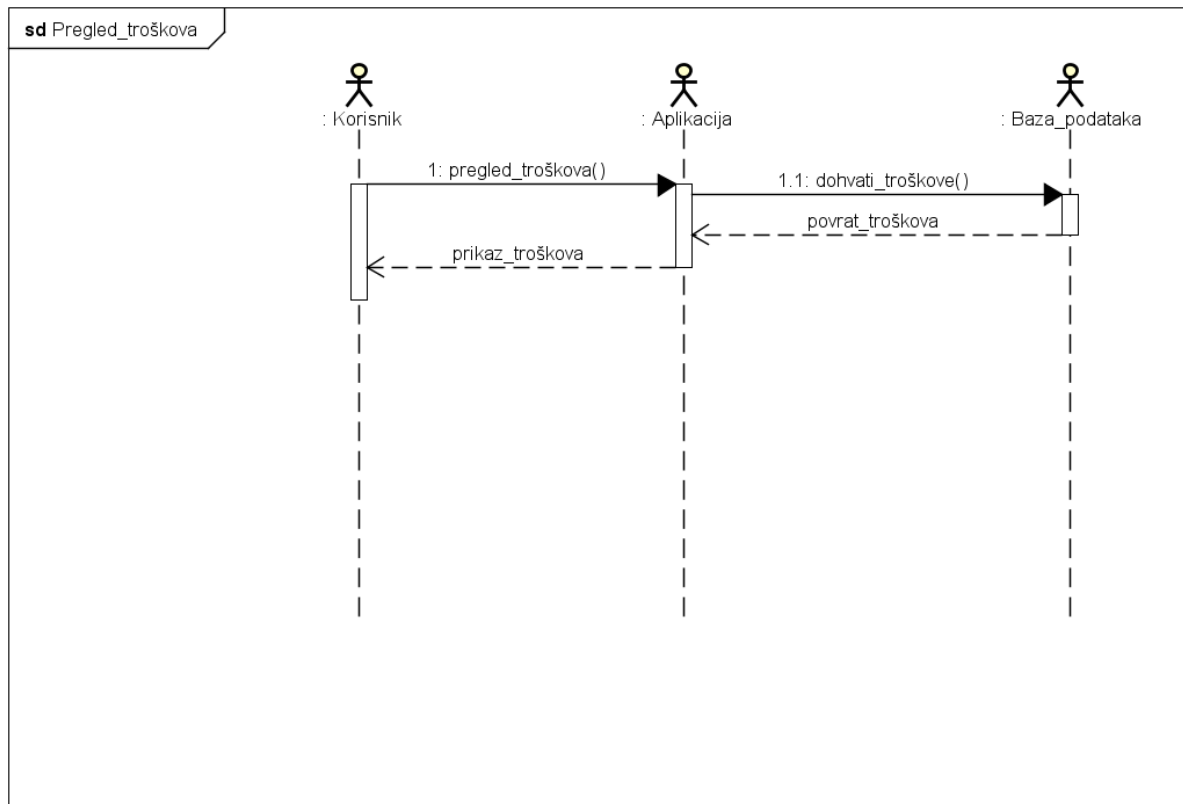 sd Pregled_troškova
: Korisnik
: Aplikacija
: Baza_podataka
1: pregled_troškova()
1.1: dohvati_troškove()
povrat_troškova
prikaz_troškova